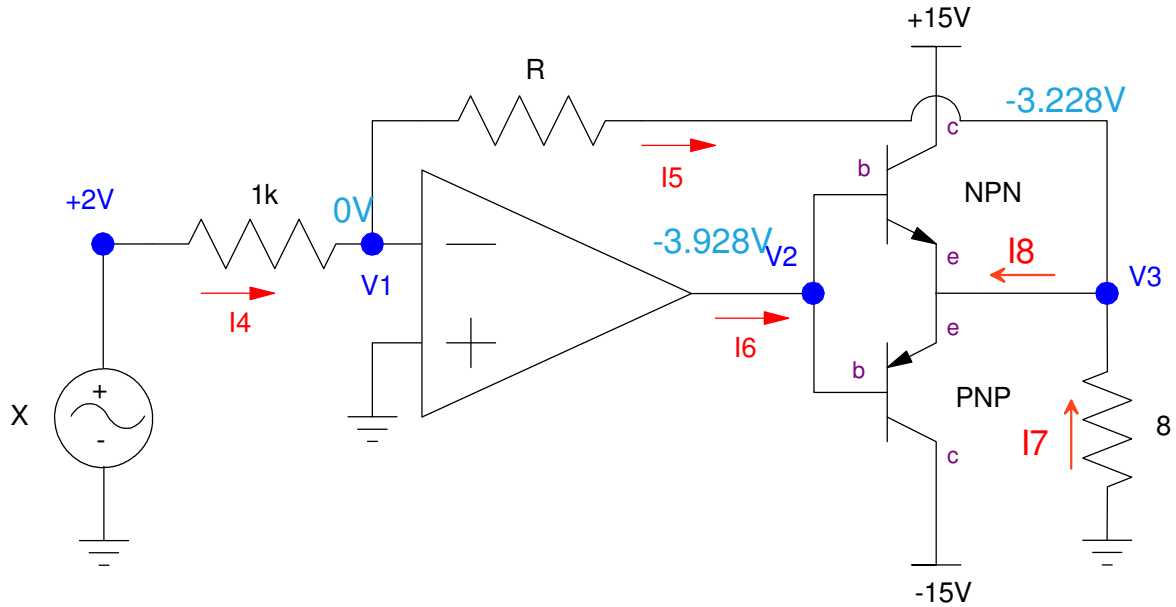 +15V
R
-3.228V
c
I5
b
NPN
1k
+2V
0V
-3.928V
V2
e
I8
V3
V1
I4
I6
e
b
PNP
X
+
-
I7
8
c
-15V